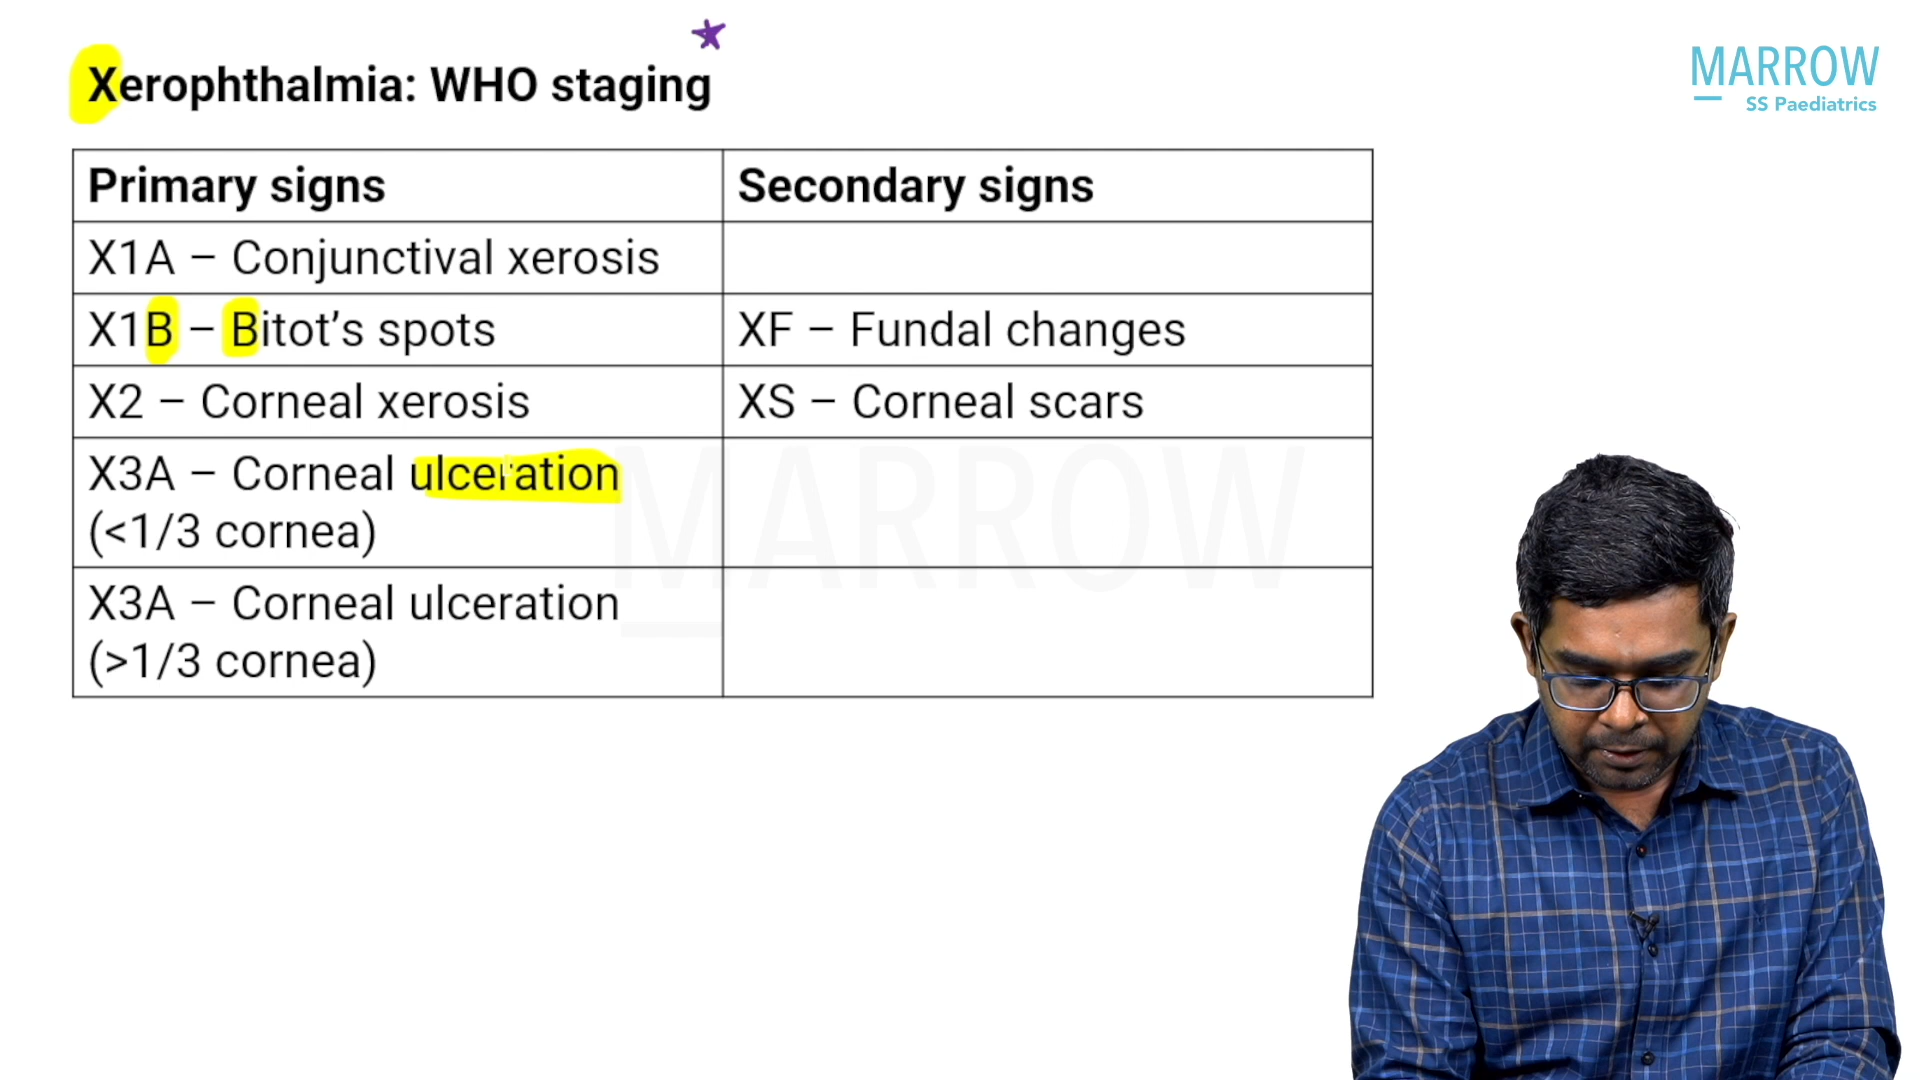 MARROW
SS Paediatrics
Xerophthalmia: WHO staging
Primary signs
Secondary signs
X1A – Conjunctival xerosis
X1B – Bitot’s spots
XF – Fundal changes
X2 – Corneal xerosis
XS – Corneal scars
X3A – Corneal ulceration
(<1/3 cornea)
X3A – Corneal ulceration
(>1/3 cornea)
MARROW